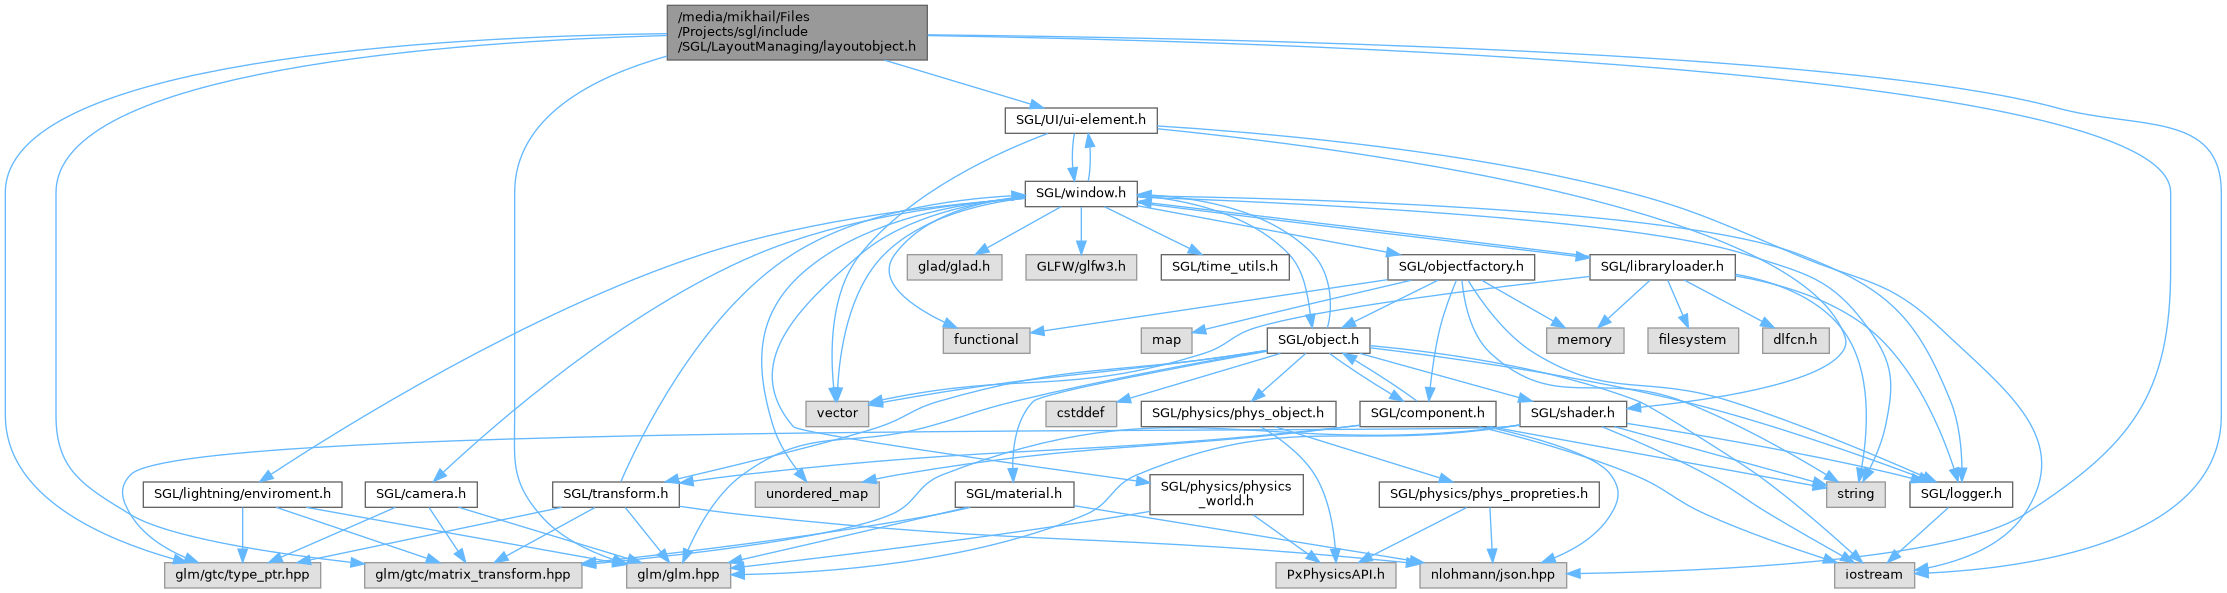 /media/mikhail/Files
/Projects/sgl/include
/SGL/LayoutManaging/layoutobject.h
SGL/UI/ui-element.h
SGL/window.h
glad/glad.h
GLFW/glfw3.h
SGL/time_utils.h
SGL/objectfactory.h
SGL/libraryloader.h
functional
map
SGL/object.h
memory
filesystem
dlfcn.h
vector
cstddef
SGL/physics/phys_object.h
SGL/component.h
SGL/shader.h
SGL/lightning/enviroment.h
SGL/camera.h
SGL/transform.h
unordered_map
SGL/material.h
SGL/physics/physics
_world.h
SGL/physics/phys_propreties.h
string
SGL/logger.h
glm/gtc/type_ptr.hpp
glm/gtc/matrix_transform.hpp
glm/glm.hpp
PxPhysicsAPI.h
nlohmann/json.hpp
iostream